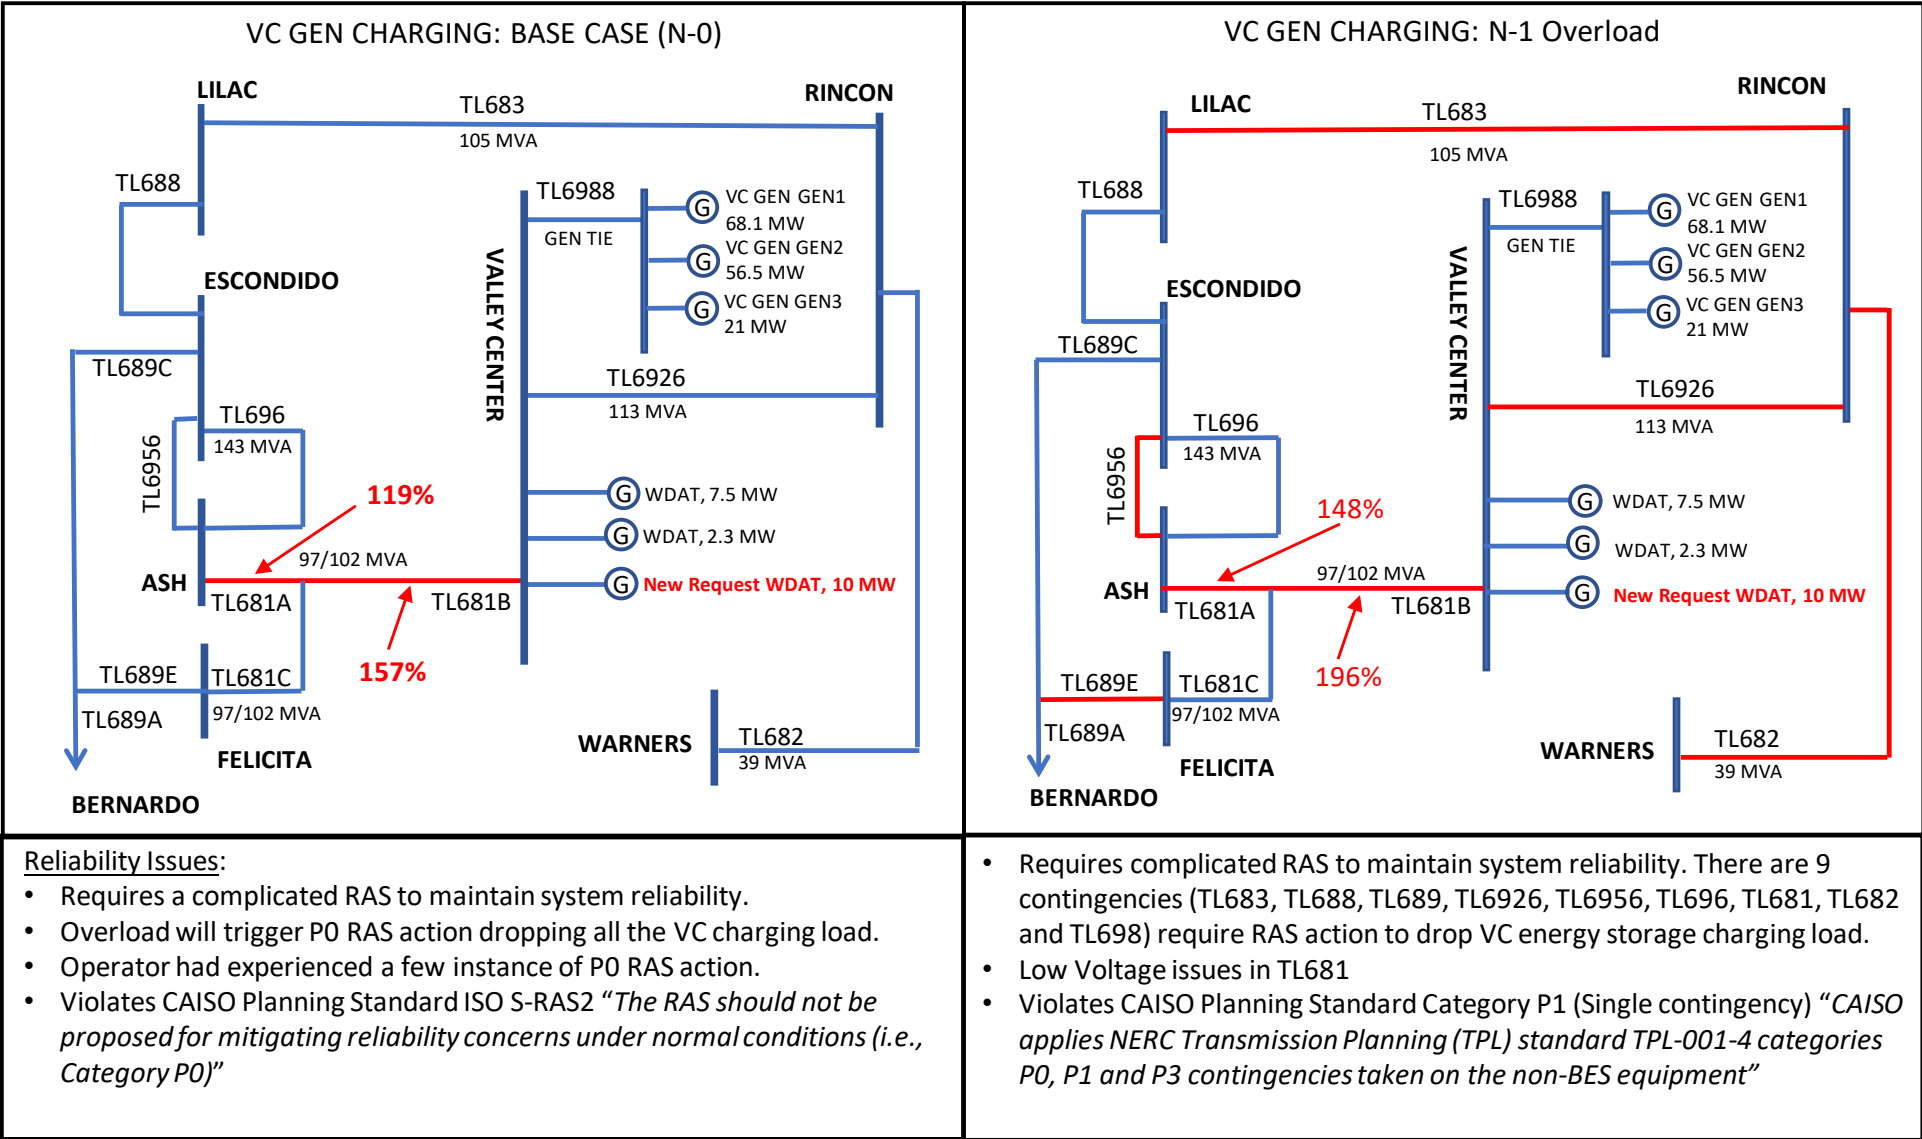 VC GEN CHARGING: BASE CASE (N-0)
LILAC
TL683
RINCON
105 MVA
TL688
TL6988
GEN TIE
G
VC GEN GEN1
68.1 MW
G
VC GEN GEN2
56.5 MW
G
VC GEN GEN3
21 MW
ESCONDIDO
VALLEY CENTER
TL689C
TL6926
113 MVA
TL696
143 MVA
TL6956
119%
G
WDAT, 7.5 MW
G
WDAT, 2.3 MW
97/102 MVA
ASH
TL681A
TL681B
G
New Request WDAT, 10 MW
157%
TL689E
TL681C
97/102 MVA
TL689A
FELICITA
WARNERS
TL682
39 MVA
BERNARDO
VC GEN CHARGING: N-1 Overload
RINCON
LILAC
TL683
105 MVA
TL688
TL6988
GEN TIE
G
VC GEN GEN1
68.1 MW
G
VC GEN GEN2
56.5 MW
G
VC GEN GEN3
21 MW
ESCONDIDO
VALLEY CENTER
TL689C
TL6926
113 MVA
TL696
143 MVA
TL6956
148%
G
WDAT, 7.5 MW
G
WDAT, 2.3 MW
97/102 MVA
ASH
TL681A
TL681B
G
New Request WDAT, 10 MW
196%
TL689E
TL681C
97/102 MVA
TL689A
FELICITA
WARNERS
TL682
39 MVA
BERNARDO
Reliability Issues:
• Requires a complicated RAS to maintain system reliability.
• Overload will trigger P0 RAS action dropping all the VC charging load.
• Operator had experienced a few instance of P0 RAS action.
• Violates CAISO Planning Standard ISO S-RAS2 “The RAS should not be
proposed for mitigating reliability concerns under normal conditions (i.e.,
Category P0)”
• Requires complicated RAS to maintain system reliability. There are 9
contingencies (TL683, TL688, TL689, TL6926, TL6956, TL696, TL681, TL682
and TL698) require RAS action to drop VC energy storage charging load.
• Low Voltage issues in TL681
• Violates CAISO Planning Standard Category P1 (Single contingency) “CAISO
applies NERC Transmission Planning (TPL) standard TPL-001-4 categories
P0, P1 and P3 contingencies taken on the non-BES equipment”